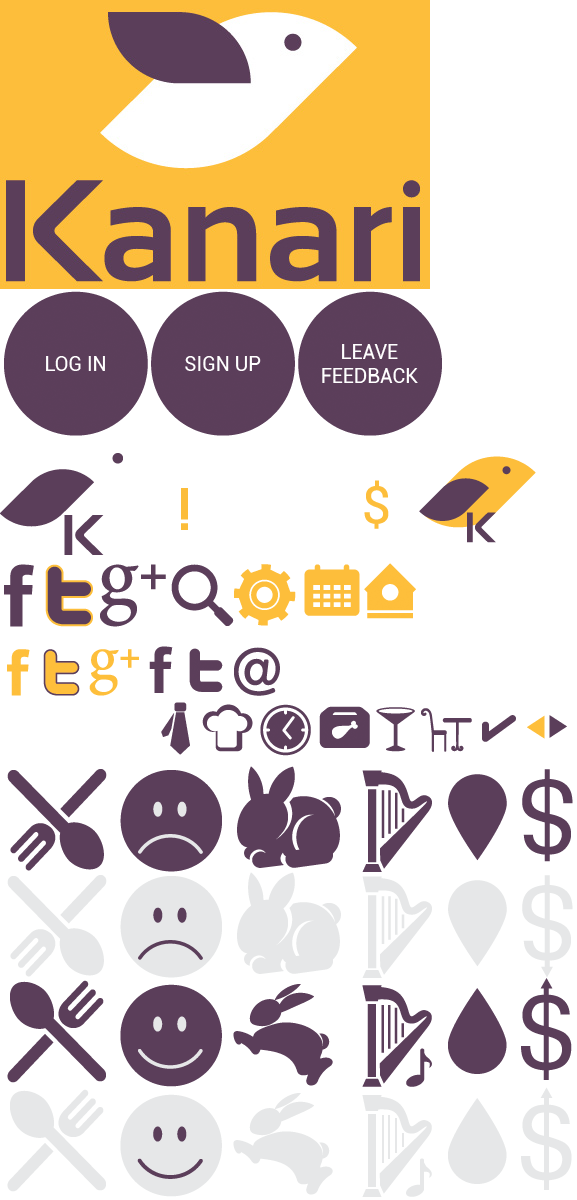 Kanari
LOG IN
SIGN UP
LEAVE
FEEDBACK
K
!
$
K
f t g+
f t g+ f t @
$
$
$
$